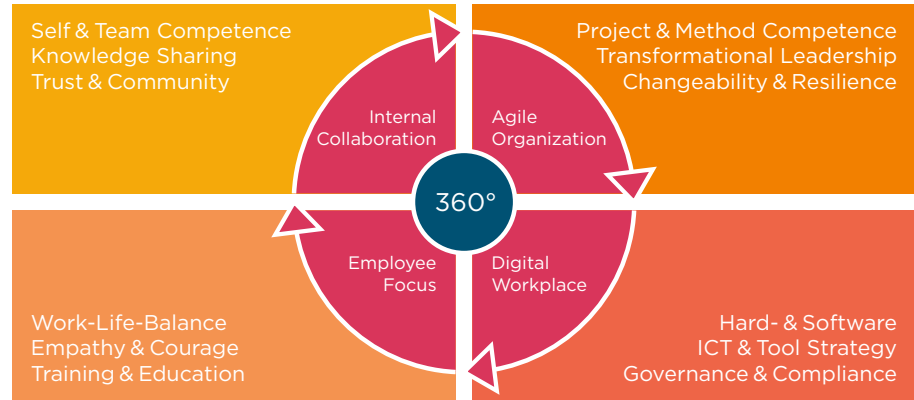 Self & Team Competence
Knowledge Sharing
Trust & Community
Project & Method Competence
Transformational Leadership
Changeability & Resilience
Internal
Collaboration
Agile
Organization
360°
Employee
Focus
Digital
Workplace
Work-Life-Balance
Empathy & Courage
Training & Education
Hard- & Software
ICT & Tool Strategy
Governance & Compliance